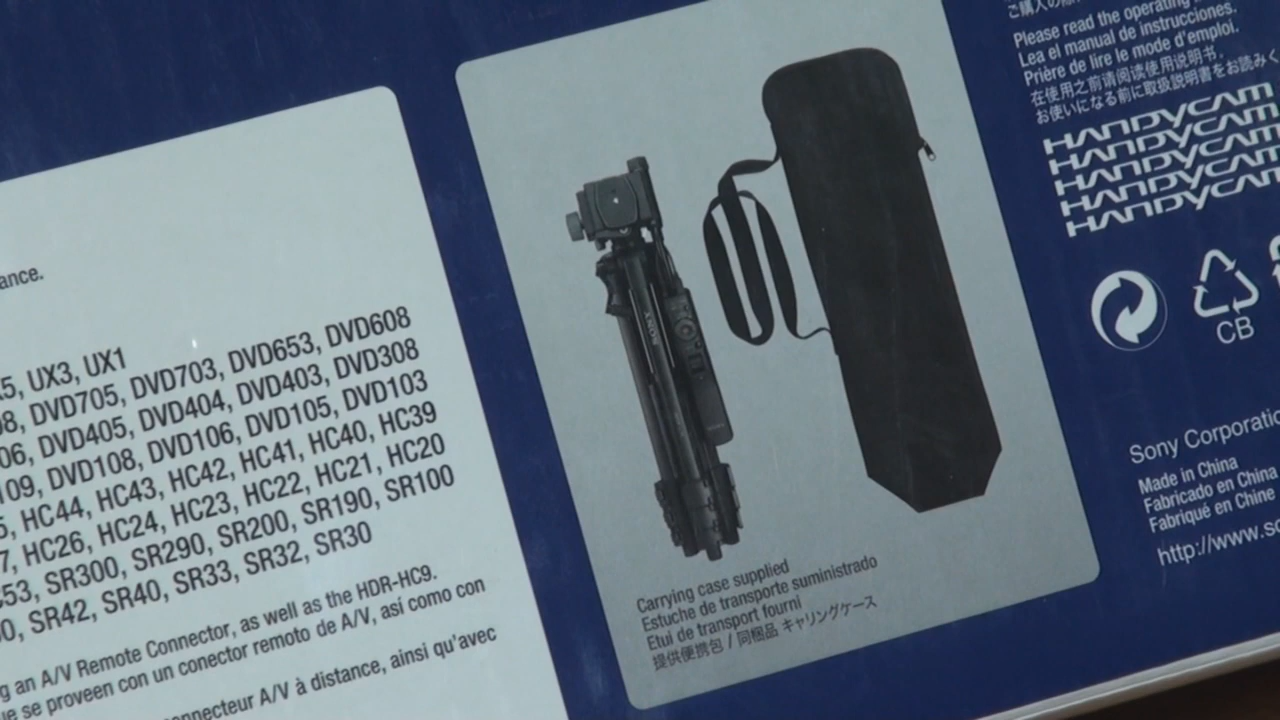 ance.
5, UX3, UX1
8, DVD705, DVD703, DVD653, DVD608
06, DVD405, DVD404, DVD403, DVD308
109, DVD108, DVD106, DVD105, DVD103
5, HC44, HC43, HC42, HC41, HC40, HC39
7, HC26, HC24, HC23, HC22, HC21, HC20
53, SR300, SR290, SR200, SR190, SR100
0, SR42, SR40, SR33, SR32, SR30
g an A/V Remote Connector, as well as the HDR-HC9.
ue se proveen con un conector remoto de A/V, así como con
onnecteur A/V à distance, ainsi qu'avec
SONY
Carrying case supplied
Estuche de transporte suministrado
Etui de transport fourni
提供便携包 / 同梱品 キャリングケース
Please read the operating
Lea el manual de instrucciones.
Prière de lire le mode d'emploi.
在使用之前请阅读使用说明书.
お使いになる前に取扱説明書をお読みく
HANDYCAM
HANDYCAM
HANDYCAM
HANDYCAM
HANDYCAM
CB
Sony Corporatio
Made in China
Fabricado en China
Fabriqué en Chine
http://www.so